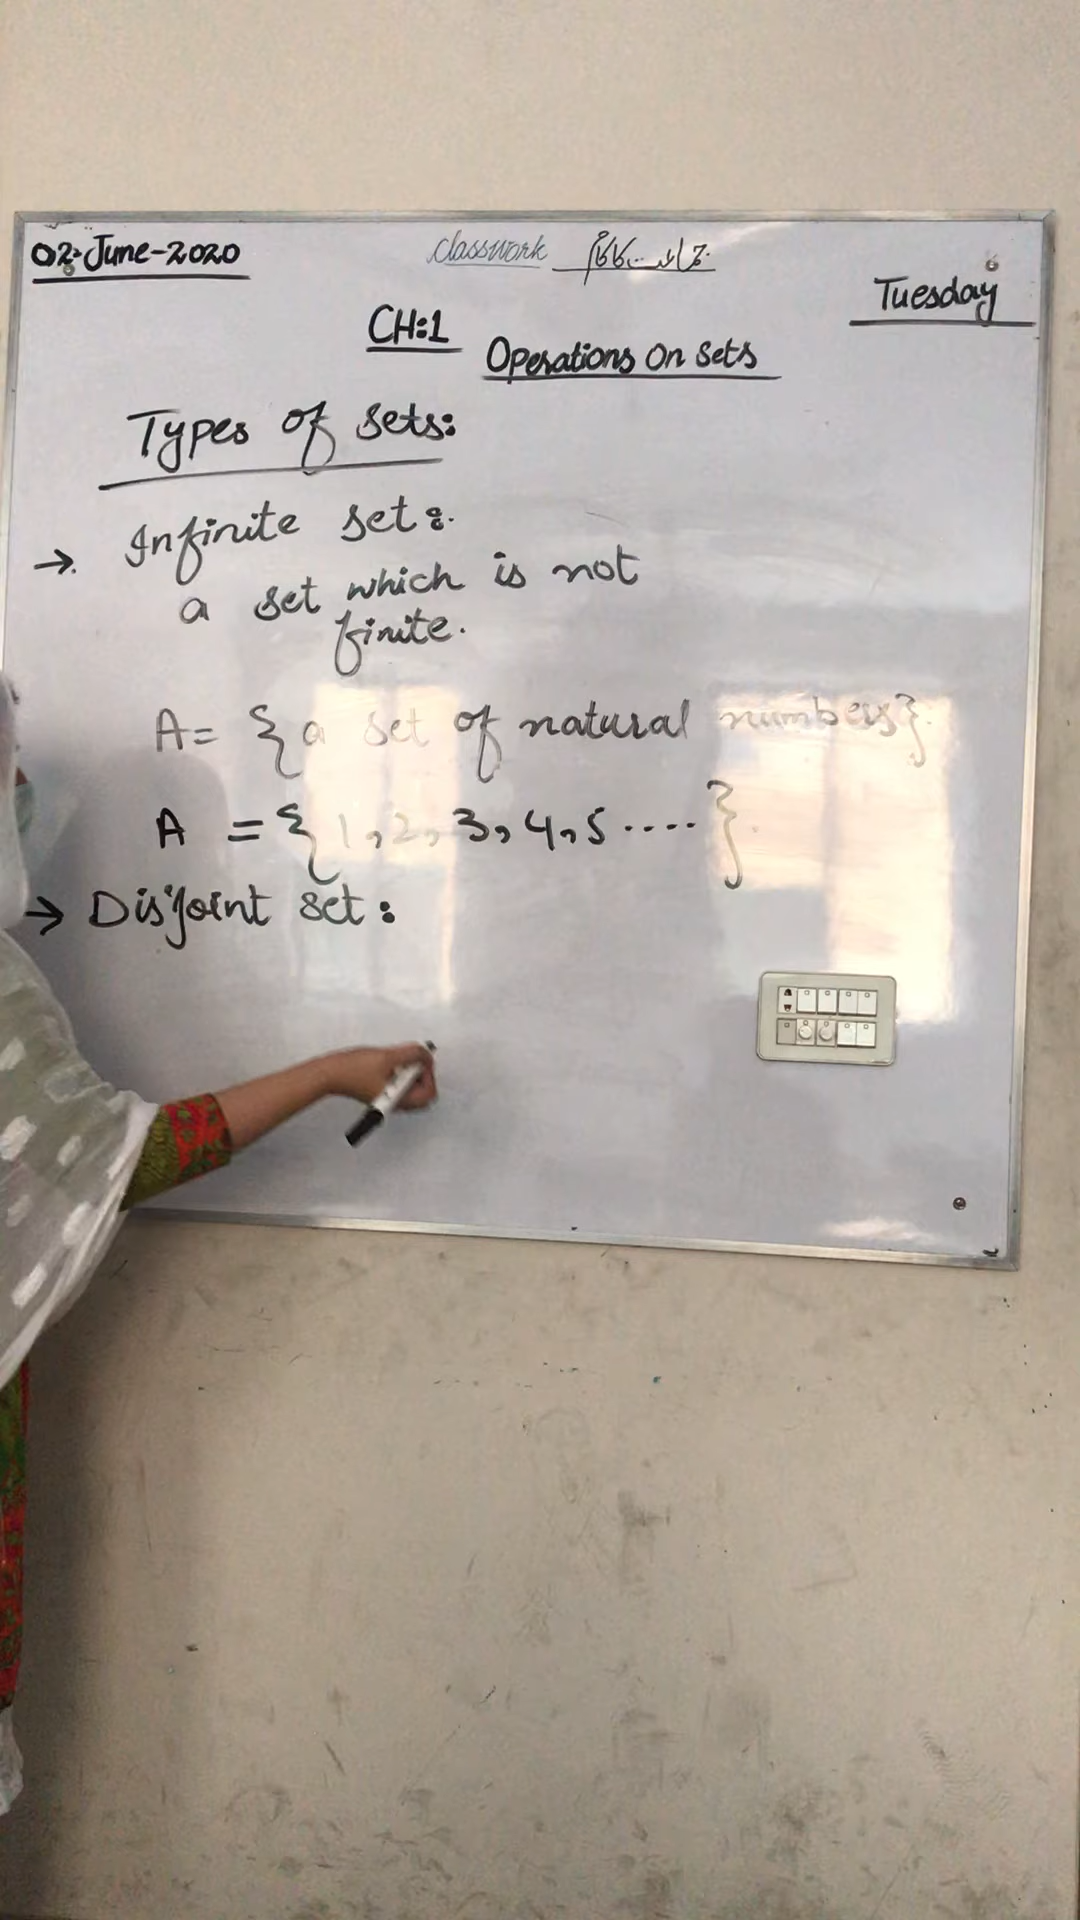 02-June-2020
Classwork
Tuesday
CH:1
Operations On Sets
Types of sets:
→ Infinite set:
a set which is not
finite.
A= {a set of natural numbers}.
A = {1,2,3,4,5 ....}.
→ Disjoint set: